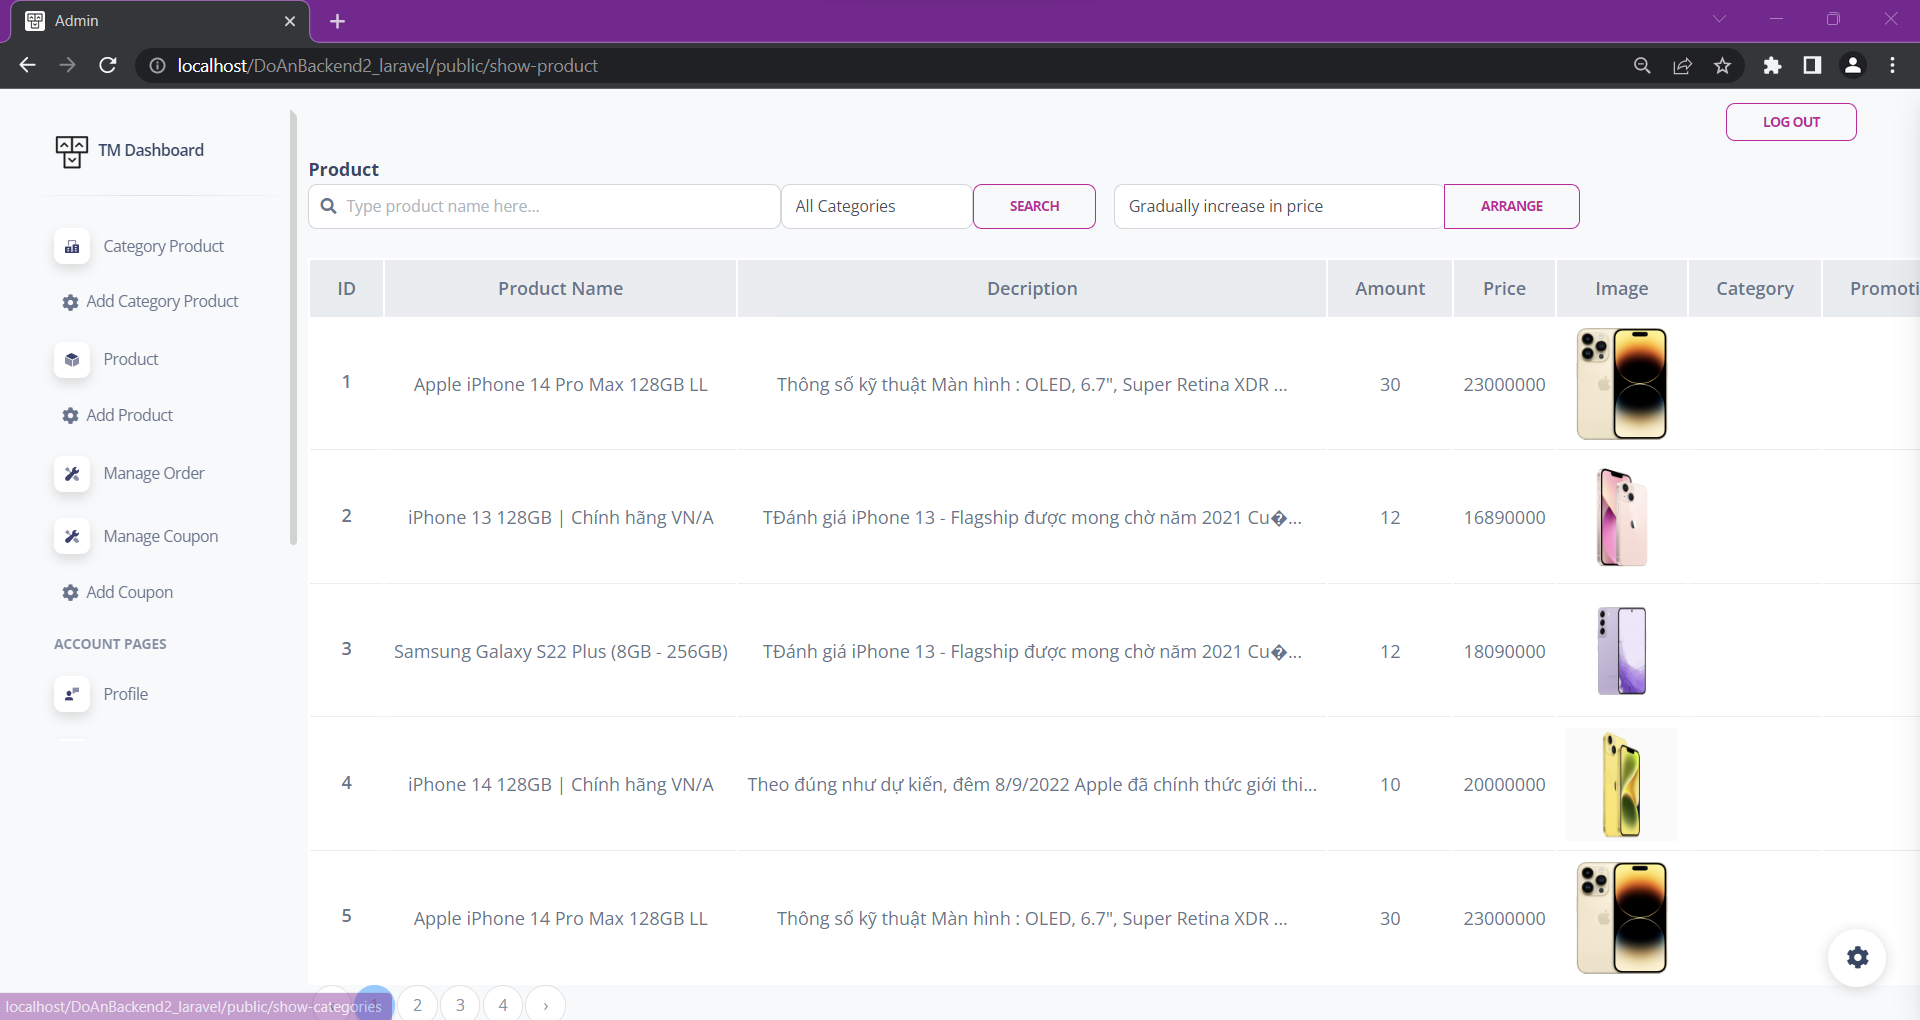 Admin
localhost/DoAnBackend2_laravel/public/show-product
LOG OUT
TM Dashboard
Product
Type product name here...
All Categories
SEARCH
Gradually increase in price
ARRANGE
Category Product
Add Category Product
Product
Add Product
Manage Order
Manage Coupon
Add Coupon
ACCOUNT PAGES
Profile
ID Product Name Decription Amount Price Image Category Promoti
1 Apple iPhone 14 Pro Max 128GB LL Thông số kỹ thuật Màn hình : OLED, 6.7", Super Retina XDR ... 30 23000000
2 iPhone 13 128GB | Chính hãng VN/A TĐánh giá iPhone 13 - Flagship được mong chờ năm 2021 Cu�... 12 16890000
3 Samsung Galaxy S22 Plus (8GB - 256GB) TĐánh giá iPhone 13 - Flagship được mong chờ năm 2021 Cu�... 12 18090000
4 iPhone 14 128GB | Chính hãng VN/A Theo đúng như dự kiến, đêm 8/9/2022 Apple đã chính thức giới thi... 10 20000000
5 Apple iPhone 14 Pro Max 128GB LL Thông số kỹ thuật Màn hình : OLED, 6.7", Super Retina XDR ... 30 23000000
1 2 3 4 ›
localhost/DoAnBackend2_laravel/public/show-categories